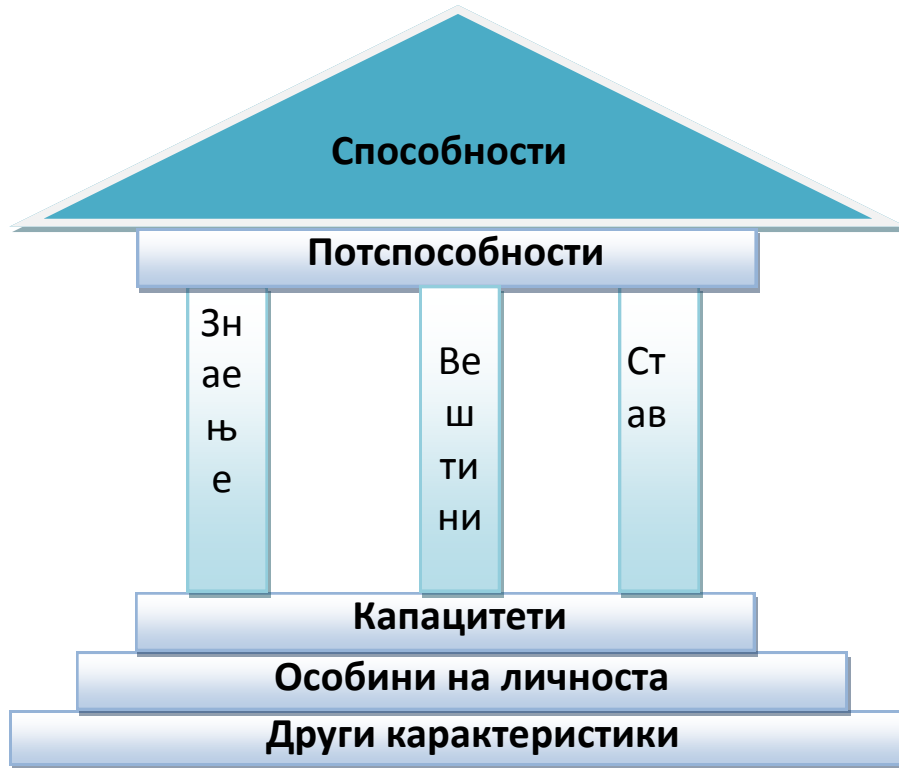 Способности
Потспособности
Зн
ае
њ
е
Ве
ш
ти
ни
Ст
ав
Капацитети
Особини на личноста
Други карактеристики